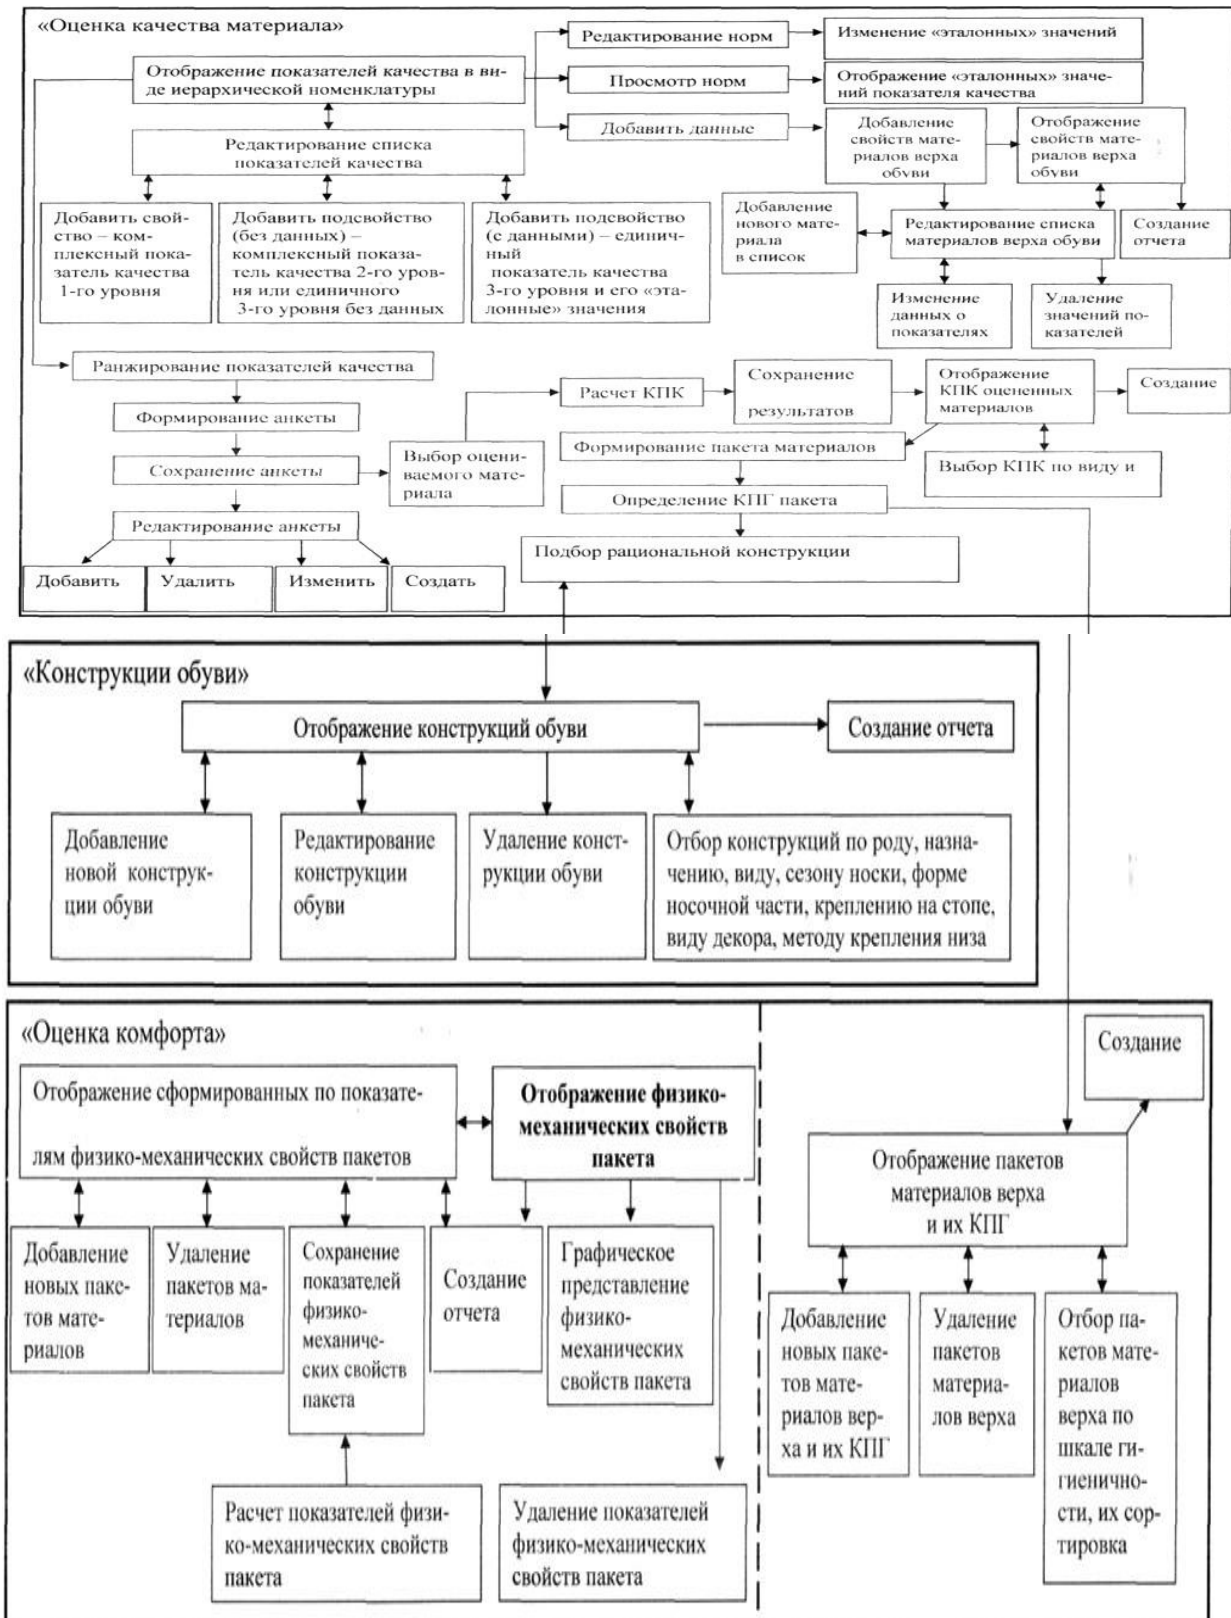 «Оценка качества материала»
Редактирование норм
Изменение «эталонных» значений
Отображение показателей качества в ви-
де иерархической номенклатуры
Просмотр норм
Отображение «эталонных» значе-
ний показателя качества
Добавить данные
Добавление
свойств мате-
риалов верха
обуви
Отображение
свойств мате-
риалов верха
обуви
Редактирование списка
показателей качества
Добавить свой-
ство – ком-
плексный пока-
затель качества
1-го уровня
Добавить подсвойство
(без данных) –
комплексный показа-
тель качества 2-го уров-
ня или единичного
3-го уровня без данных
Добавить подсвойство
(с данными) – единич-
ный
показатель качества
3-го уровня и его «эта-
лонные» значения
Добавление
нового мате-
риала
в список
Редактирование списка
материалов верха обуви
Создание
отчета
Изменение
данных о
показателях
Удаление
значений по-
казателей
Ранжирование показателей качества
Формирование анкеты
Сохранение анкеты
Выбор оцени-
ваемого мате-
риала
Редактирование анкеты
Добавить
Удалить
Изменить
Создать
Расчет КПК
Сохранение
результатов
Отображение
КПК оцененных
материалов
Создание
Формирование пакета материалов
Выбор КПК по виду и
Определение КПГ пакета
Подбор рациональной конструкции
«Конструкции обуви»
Отображение конструкций обуви
Создание отчета
Добавление
новой конструк-
ции обуви
Редактирование
конструкции
обуви
Удаление конст-
рукции обуви
Отбор конструкций по роду, назна-
чению, виду, сезону носки, форме
носочной части, креплению на стопе,
виду декора, методу крепления низа
«Оценка комфорта»
Отображение сформированных по показате-
лям физико-механических свойств пакетов
Отображение физико-
механических свойств
пакета
Добавление
новых паке-
тов мате-
риалов
Удаление
пакетов ма-
териалов
Сохранение
показателей
физико-
механиче-
ских свойств
пакета
Создание
отчета
Графическое
представление
физико-
механических
свойств пакета
Расчет показателей физи-
ко-механических свойств
пакета
Удаление показателей
физико-механических
свойств пакета
Создание
Отображение пакетов
материалов верха
и их КПГ
Добавление
новых паке-
тов мате-
риалов вер-
ха и их КПГ
Удаление
пакетов
материа-
лов верха
Отбор па-
кетов мате-
риалов
верха по
шкале ги-
гиенично-
сти, их сор-
тировка